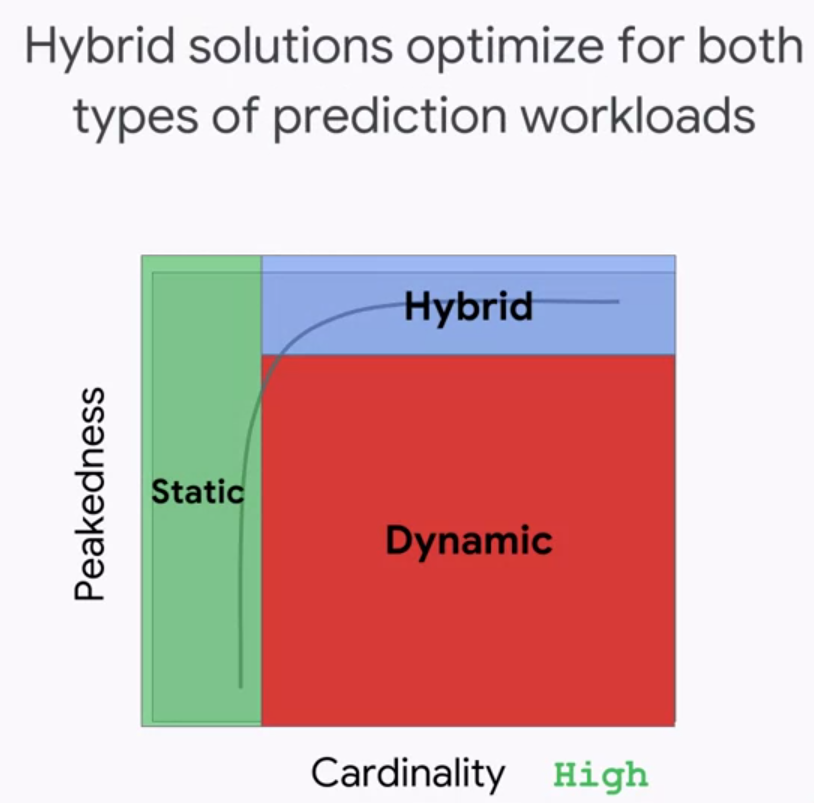 Hybrid solutions optimize for both
types of prediction workloads
Hybrid
Static
Dynamic
Peakedness
Cardinality High